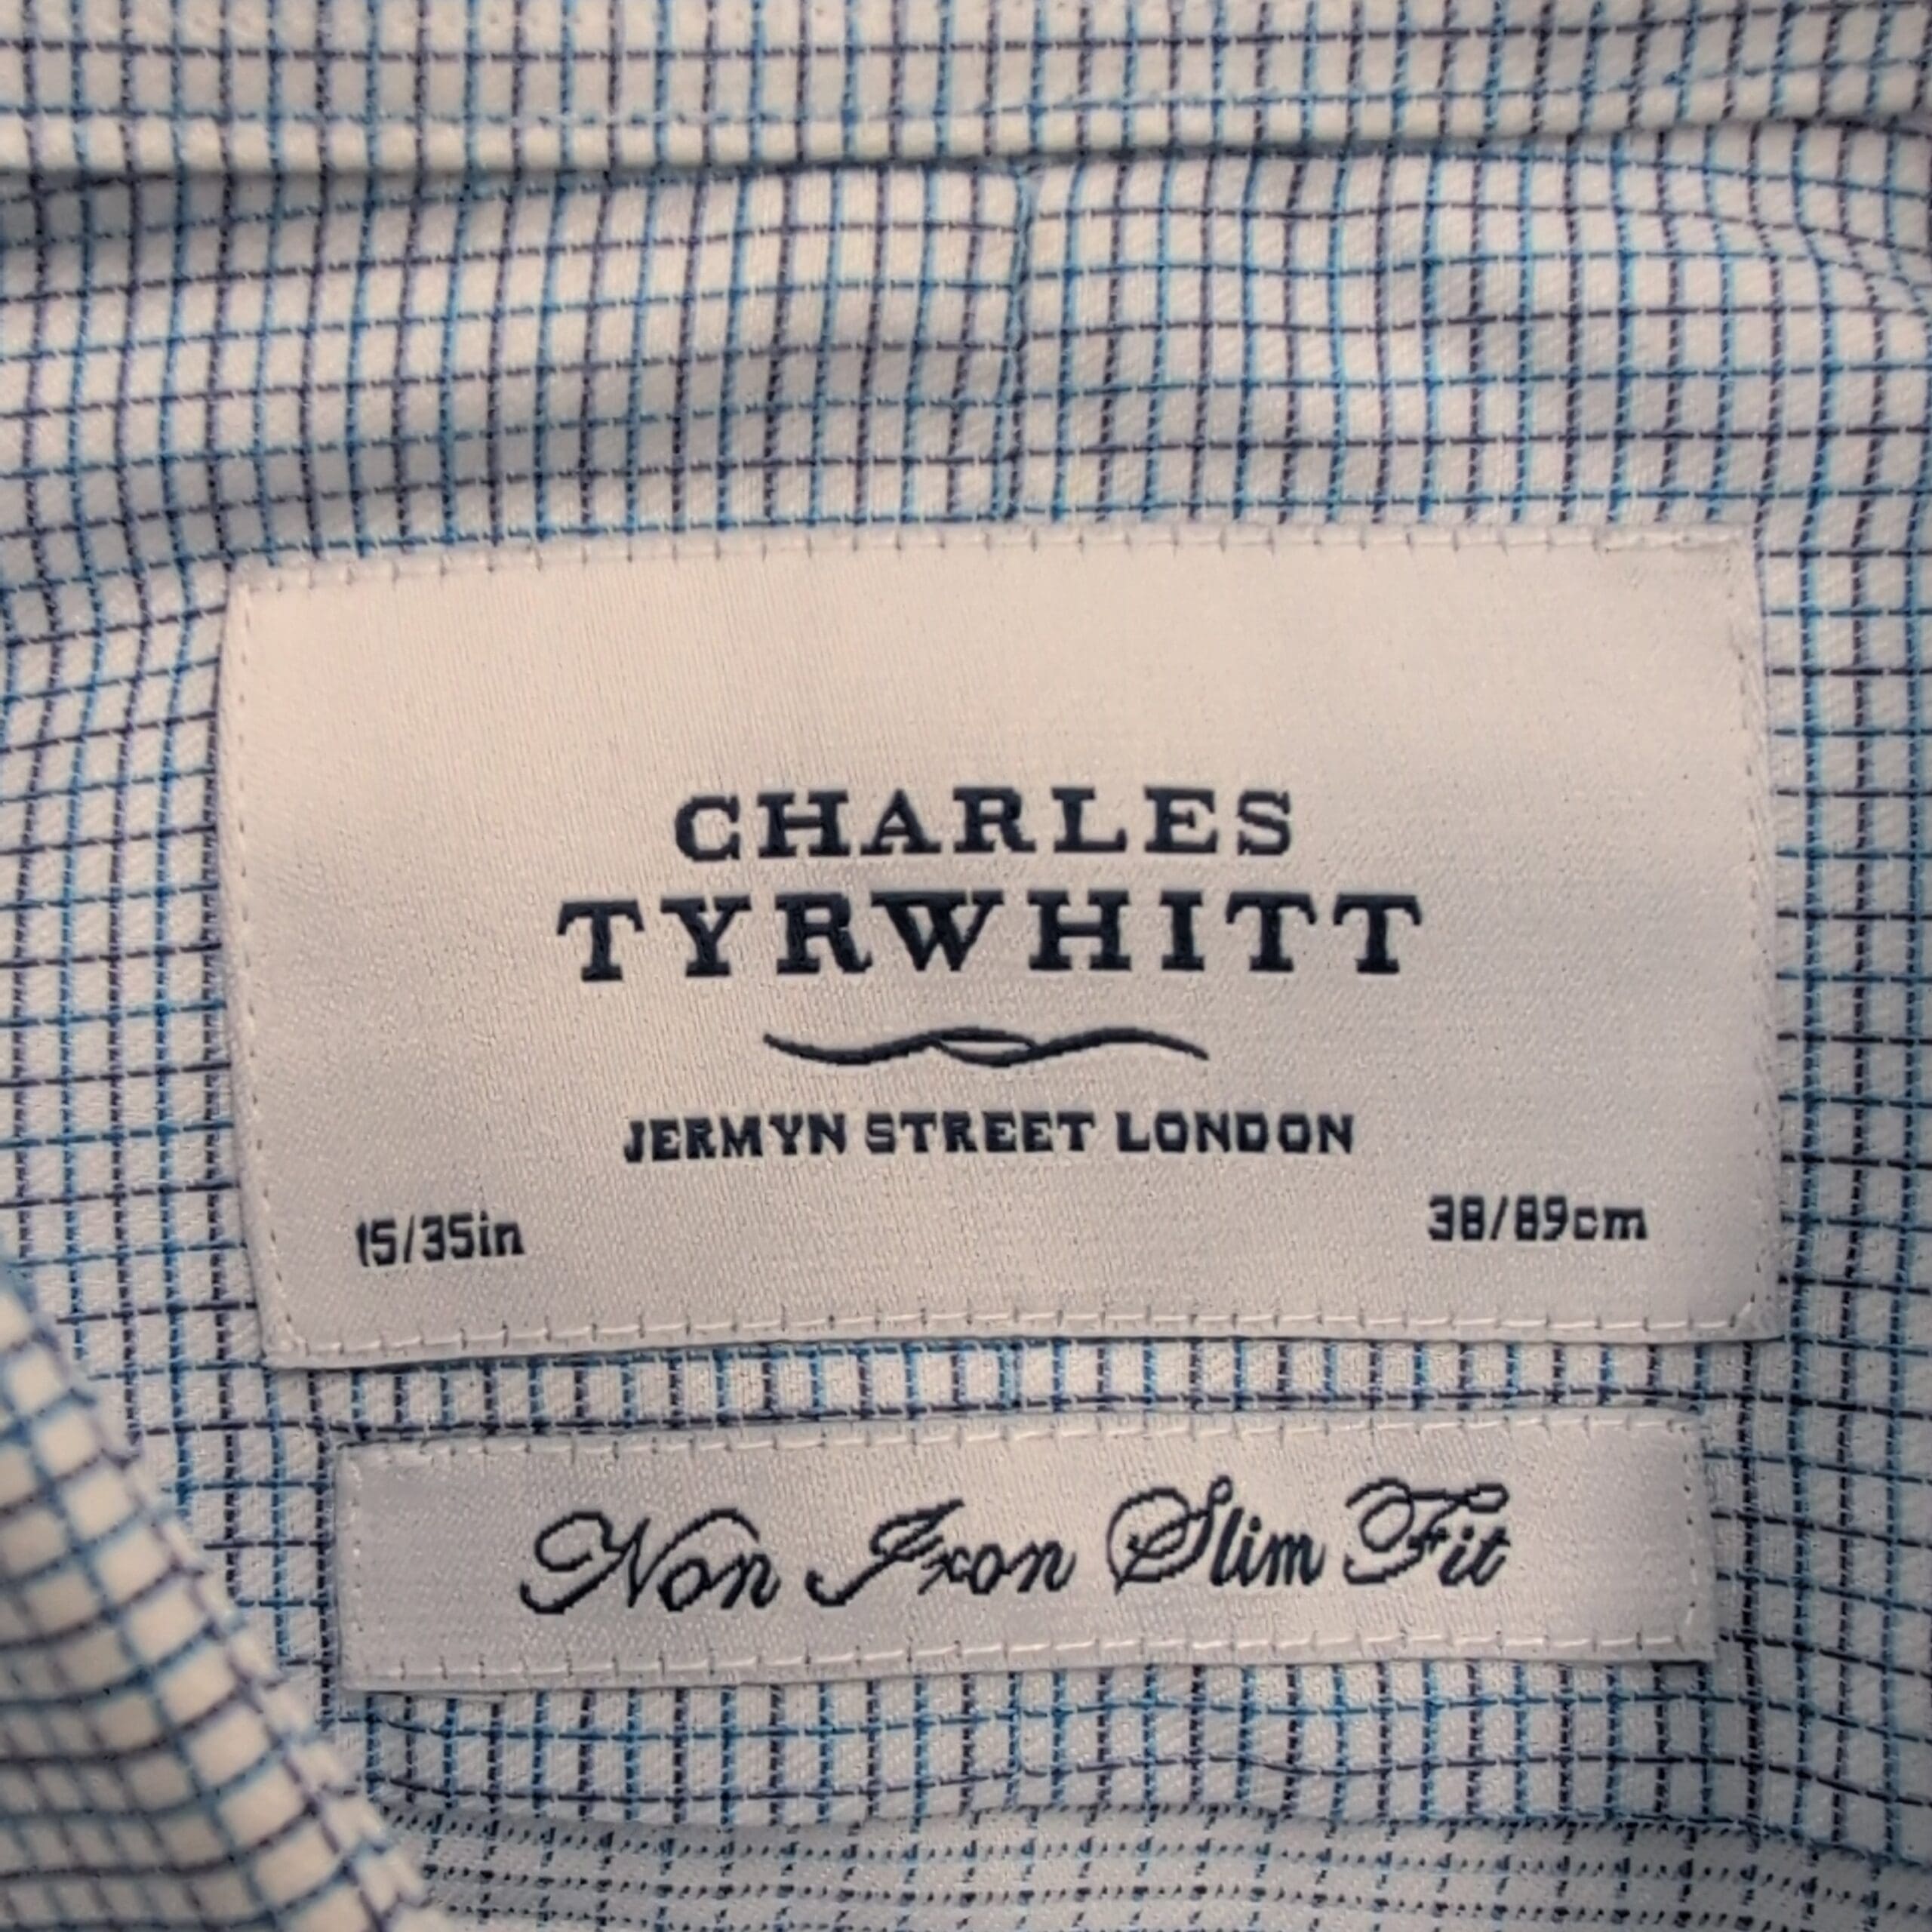 CHARLES
TYRWHITT
JERMYN STREET LONDON
15/35in 38/89cm
Non Iron Slim Fit